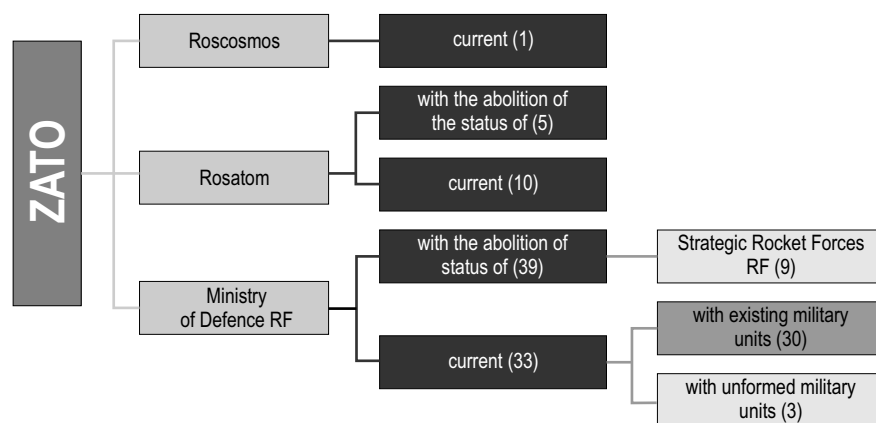 ZATO
Roscosmos
current (1)
Rosatom
with the abolition of
the status of (5)
current (10)
Ministry
of Defence RF
with the abolition of
status of (39)
Strategic Rocket Forces
RF (9)
current (33)
with existing military
units (30)
with unformed military
units (3)